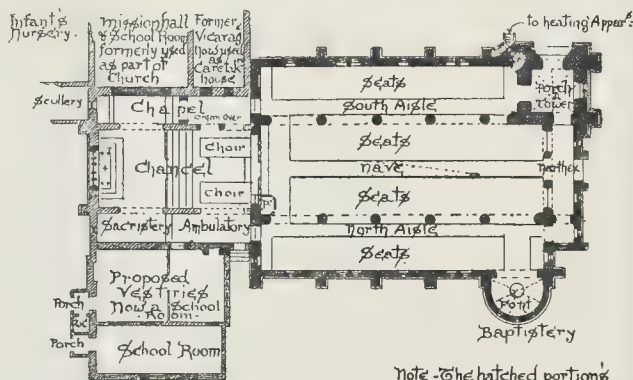 Infant's
Nursery.
Mission hall
& School Room
formerly used
as part of
Church
Former
Vicarage
now used
as
Caretak
house
to heating Appar's
Scullery
Chapel
Organ over
Seats
South Aisle
Porch
&
Tower
Choir
Seats
Chancel
Nave
Narthex
Choir
Seats
Sacristery
Ambulatory
North Aisle
Seats
Proposed
Vestries
Now a School
Room
Porch
W.C
Porch
School Room
Font
Baptistery
Note - The hatched portions